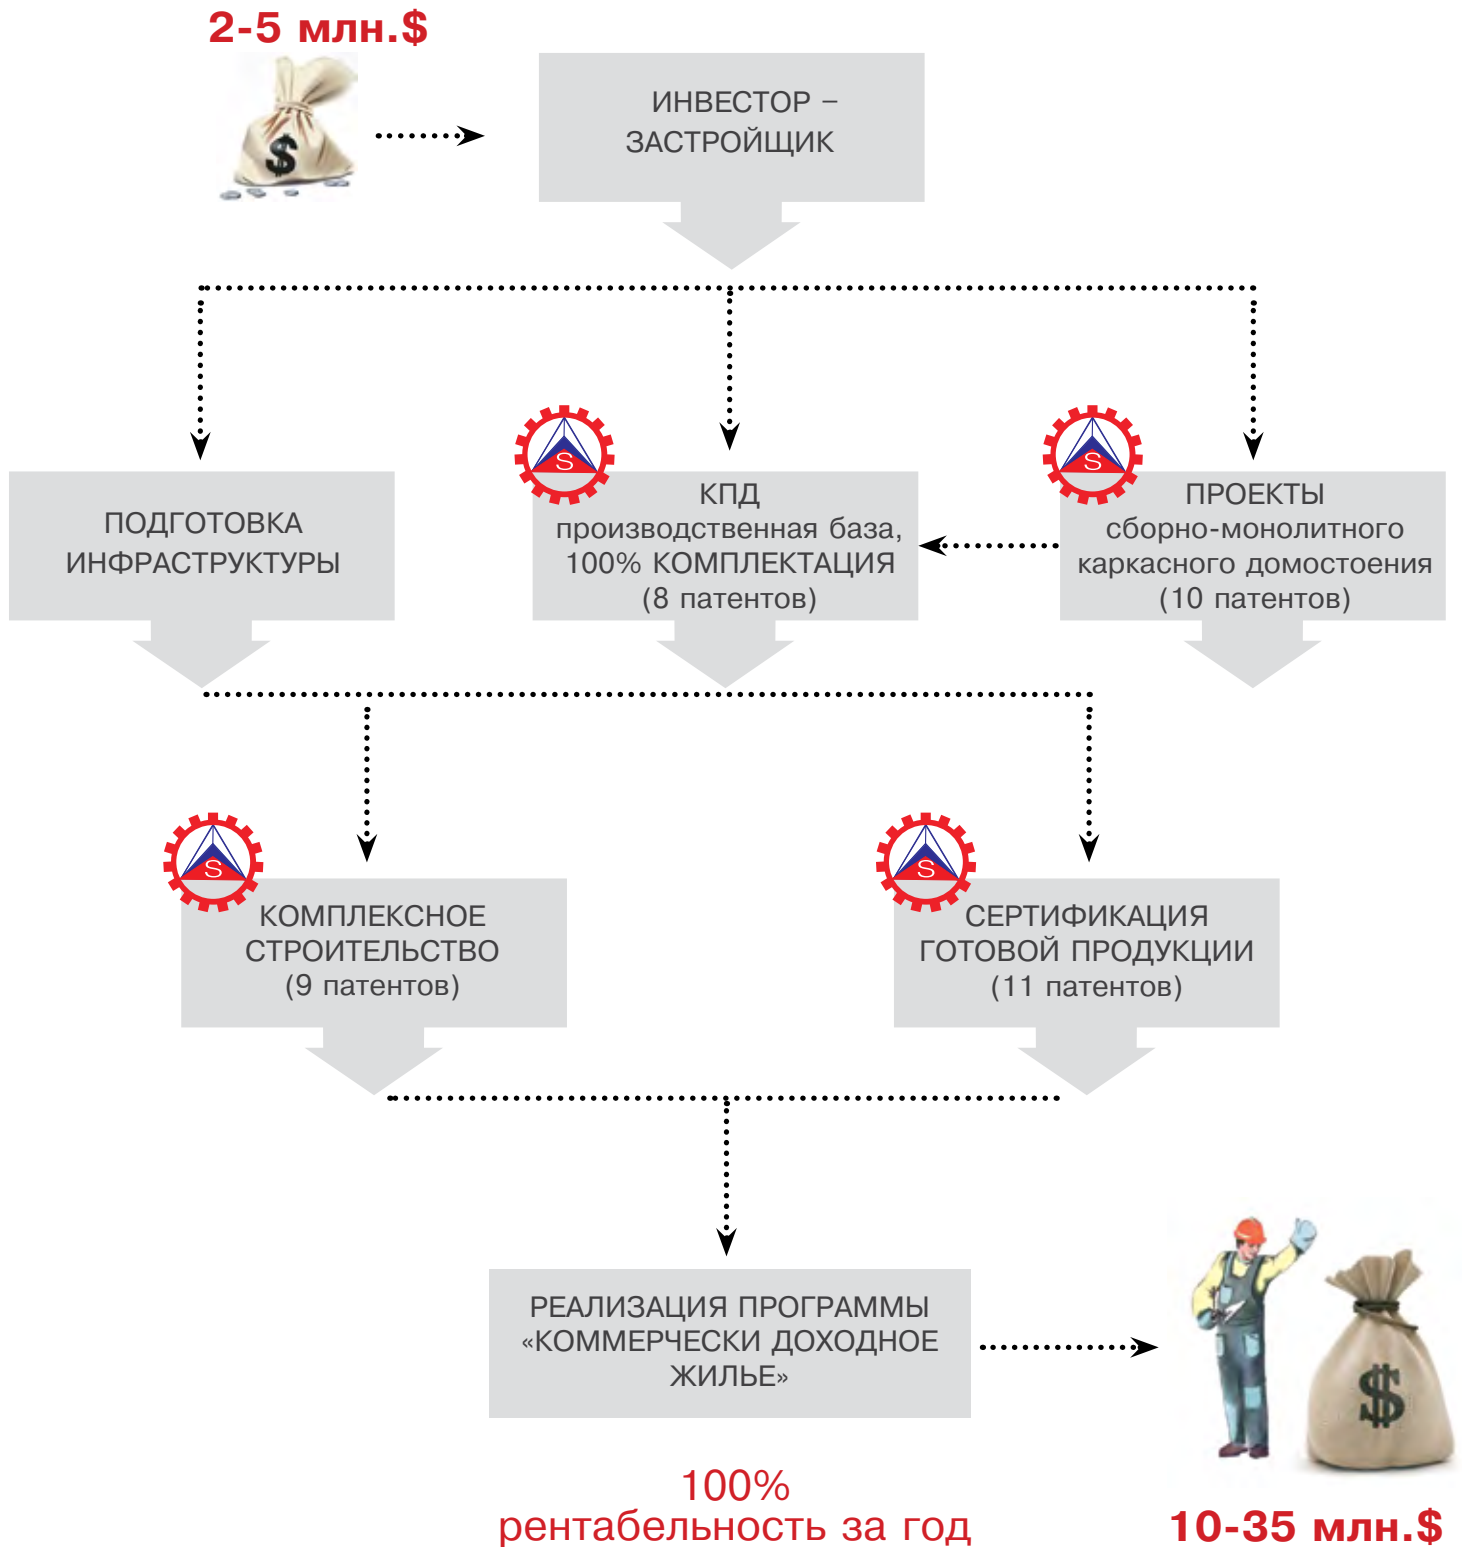 2-5 млн.$
$
ИНВЕСТОР –
ЗАСТРОЙЩИК
ПОДГОТОВКА
ИНФРАСТРУКТУРЫ
S
КПД
производственная база,
100% КОМПЛЕКТАЦИЯ
(8 патентов)
S
ПРОЕКТЫ
сборно-монолитного
каркасного домостоения
(10 патентов)
S
КОМПЛЕКСНОЕ
СТРОИТЕЛЬСТВО
(9 патентов)
S
СЕРТИФИКАЦИЯ
ГОТОВОЙ ПРОДУКЦИИ
(11 патентов)
РЕАЛИЗАЦИЯ ПРОГРАММЫ
«КОММЕРЧЕСКИ ДОХОДНОЕ
ЖИЛЬЕ»
$
100%
рентабельность за год
10-35 млн.$